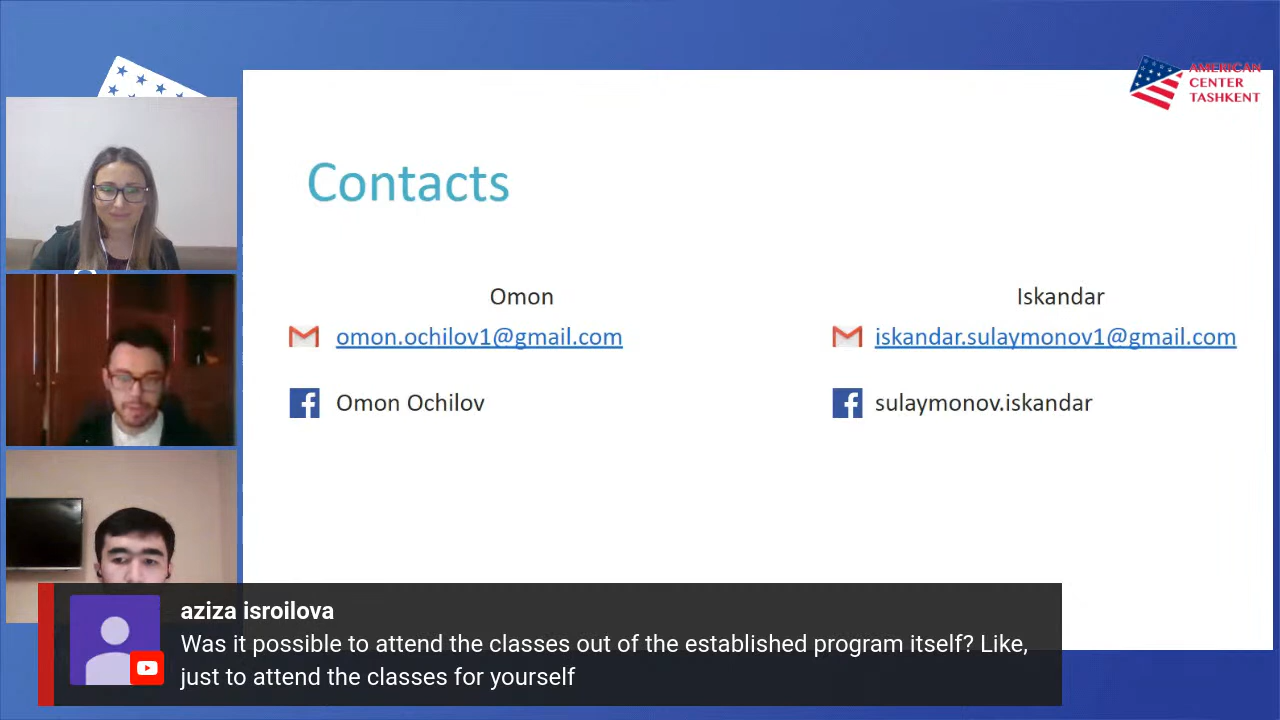 AMERICAN
CENTER
TASHKENT
Contacts
Omon
omon.ochilov1@gmail.com
Omon Ochilov
Iskandar
iskandar.sulaymonov1@gmail.com
sulaymonov.iskandar
aziza isroilova
Was it possible to attend the classes out of the established program itself? Like,
just to attend the classes for yourself